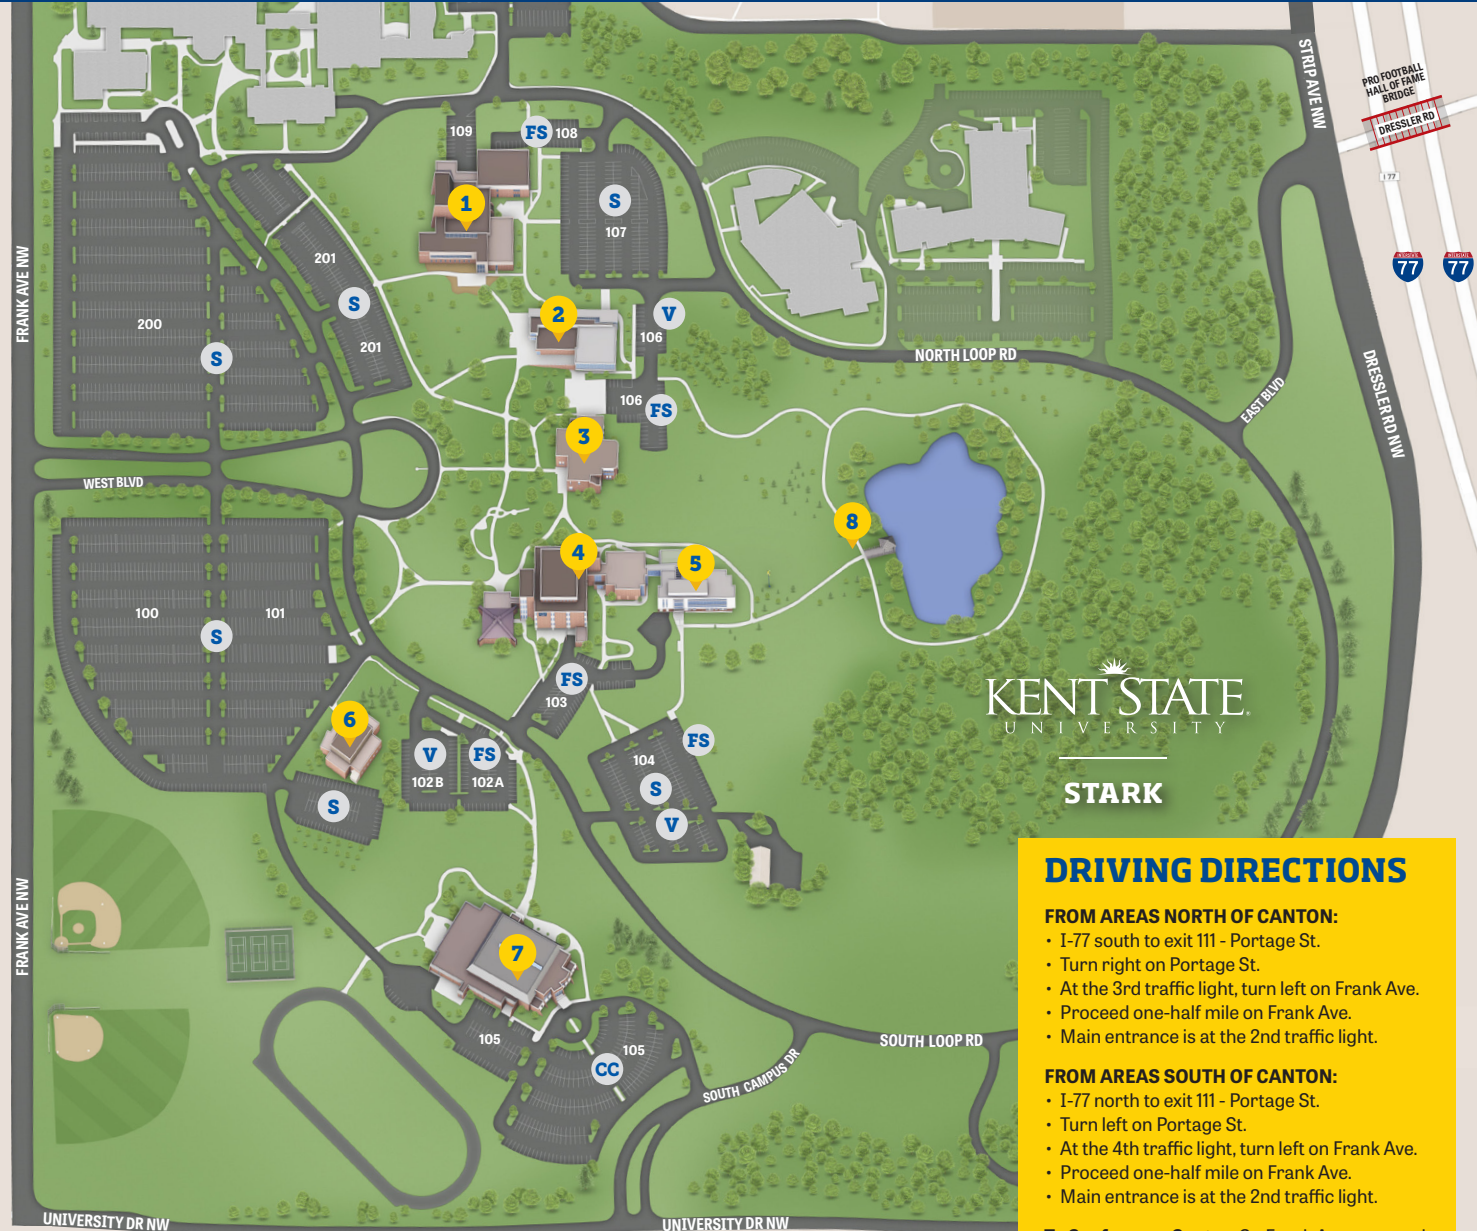 STRIP AVE NW
PRO FOOTBALL
HALL OF FAME
BRIDGE
DRESSLER RD
I 77
109
FS
108
1
S
107
FRANK AVE NW
201
S
INTERSTATE
77
INTERSTATE
77
200
2
V
106
201
S
NORTH LOOP RD
DRESSLER RD NW
EAST BLVD
106
FS
3
WEST BLVD
8
4
5
100
101
S
FS
103
KENT STATE
UNIVERSITY
STARK
6
V
102B
FS
102A
FS
104
S
V
S
FRANK AVE NW
7
105
105
CC
SOUTH CAMPUS DR
SOUTH LOOP RD
UNIVERSITY DR NW
UNIVERSITY DR NW
DRIVING DIRECTIONS
FROM AREAS NORTH OF CANTON:
• I-77 south to exit 111 - Portage St.
• Turn right on Portage St.
• At the 3rd traffic light, turn left on Frank Ave.
• Proceed one-half mile on Frank Ave.
• Main entrance is at the 2nd traffic light.
FROM AREAS SOUTH OF CANTON:
• I-77 north to exit 111 - Portage St.
• Turn left on Portage St.
• At the 4th traffic light, turn left on Frank Ave.
• Proceed one-half mile on Frank Ave.
• Main entrance is at the 2nd traffic light.